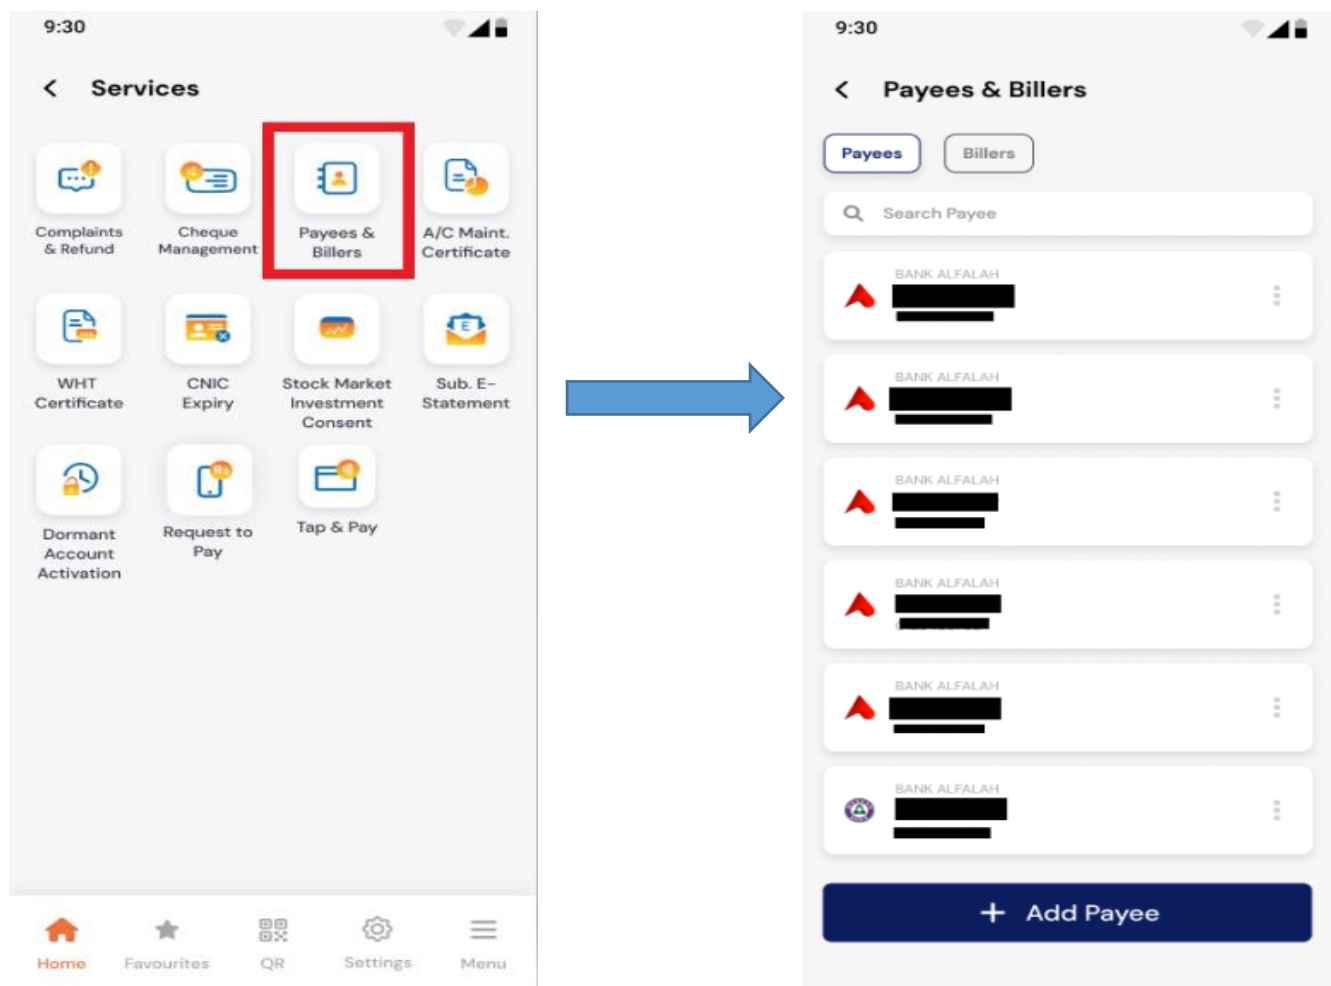 9:30
Services
Complaints
& Refund
Cheque
Management
Payees &
Billers
A/C Maint.
Certificate
WHT
Certificate
CNIC
Expiry
Stock Market
Investment
Consent
Sub. E-
Statement
Dormant
Account
Activation
Request to
Pay
Tap & Pay
Home
Favourites
QR
Settings
Menu
9:30
Payees & Billers
Payees
Billers
Search Payee
BANK ALFALAH
BANK ALFALAH
BANK ALFALAH
BANK ALFALAH
BANK ALFALAH
BANK ALFALAH
+ Add Payee